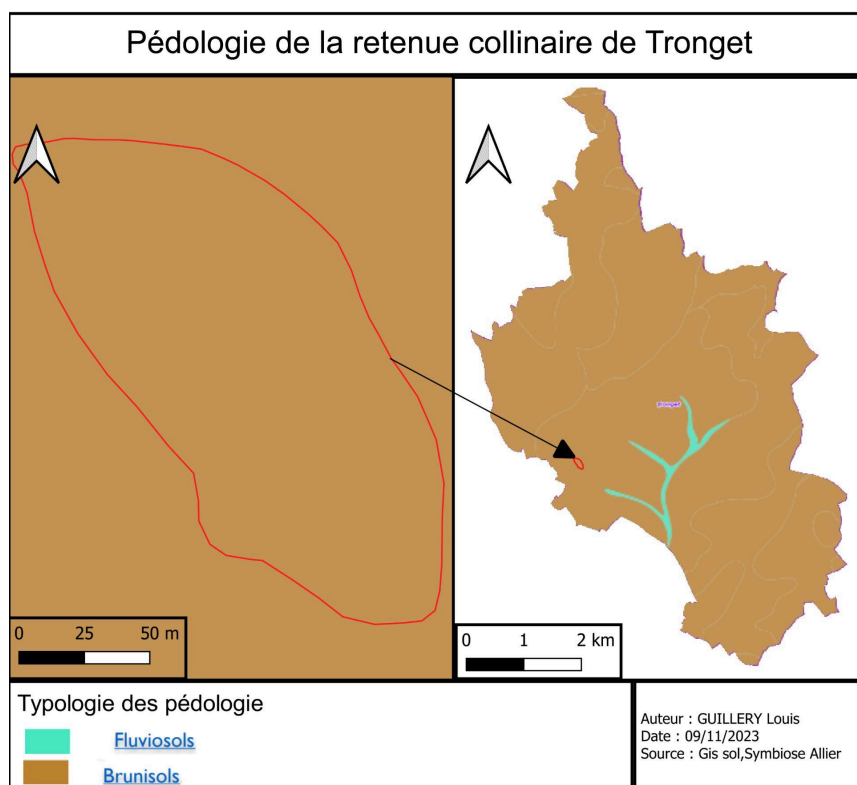 Pédologie de la retenue collinaire de Tronget
Tronget
0 25 50 m
0 1 2 km
Typologie des pédologie
Fluviosols
Brunisols
Auteur : GUILLERY Louis
Date : 09/11/2023
Source : Gis sol,Symbiose Allier